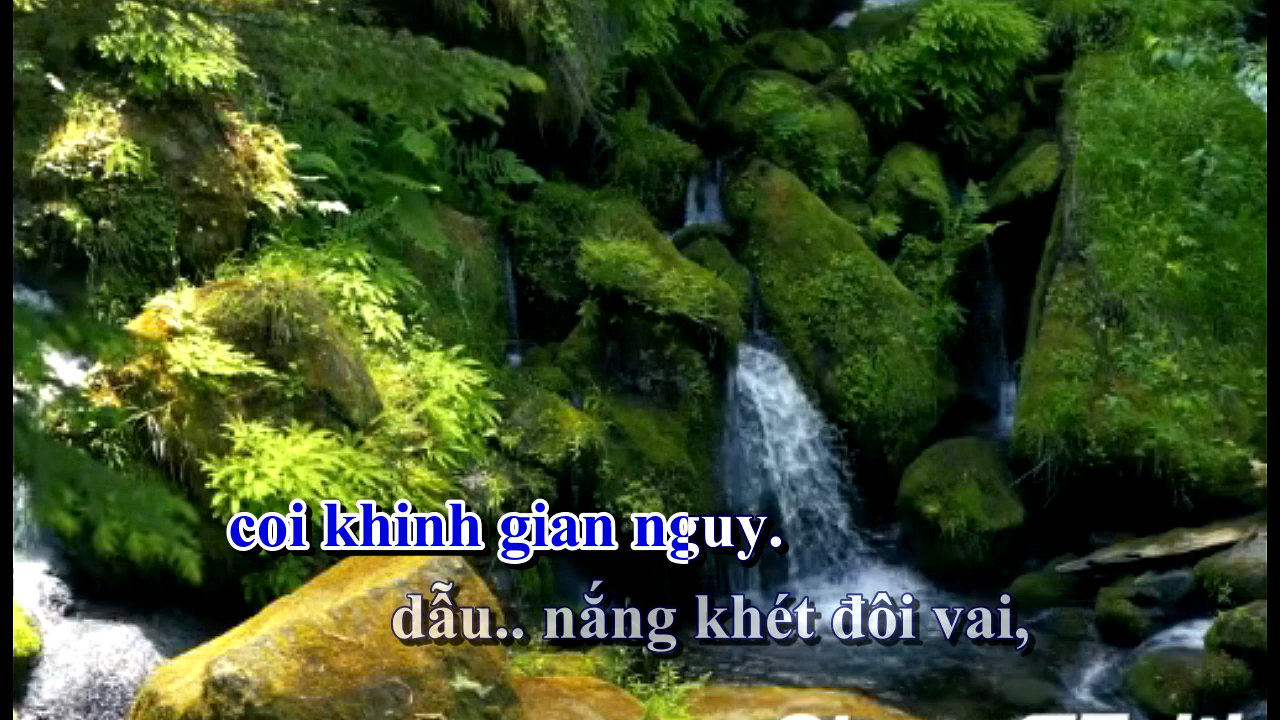 coi khinh gian nguy.
dẫu.. nắng khét đôi vai,